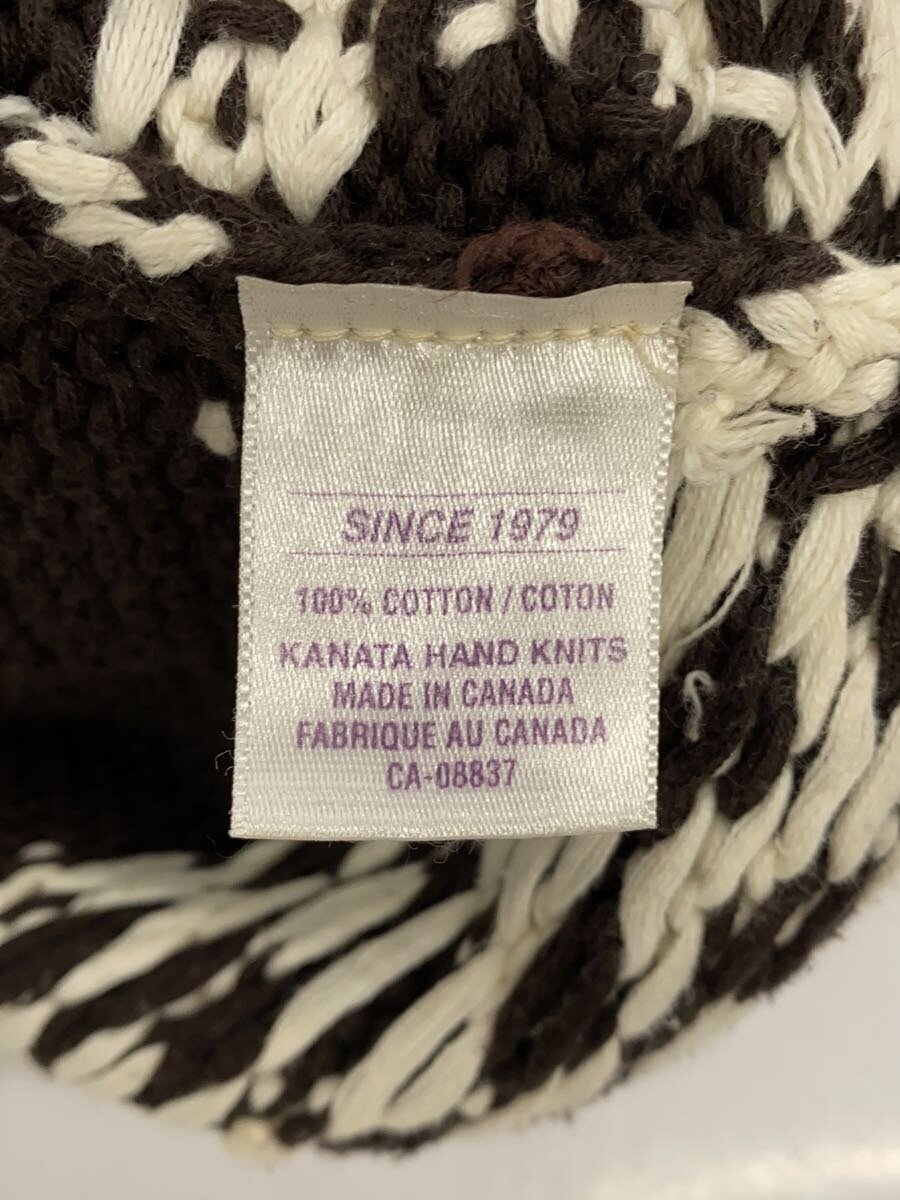 SINCE 1979
100% COTTON / COTON
KANATA HAND KNITS
MADE IN CANADA
FABRIQUE AU CANADA
CA-08837